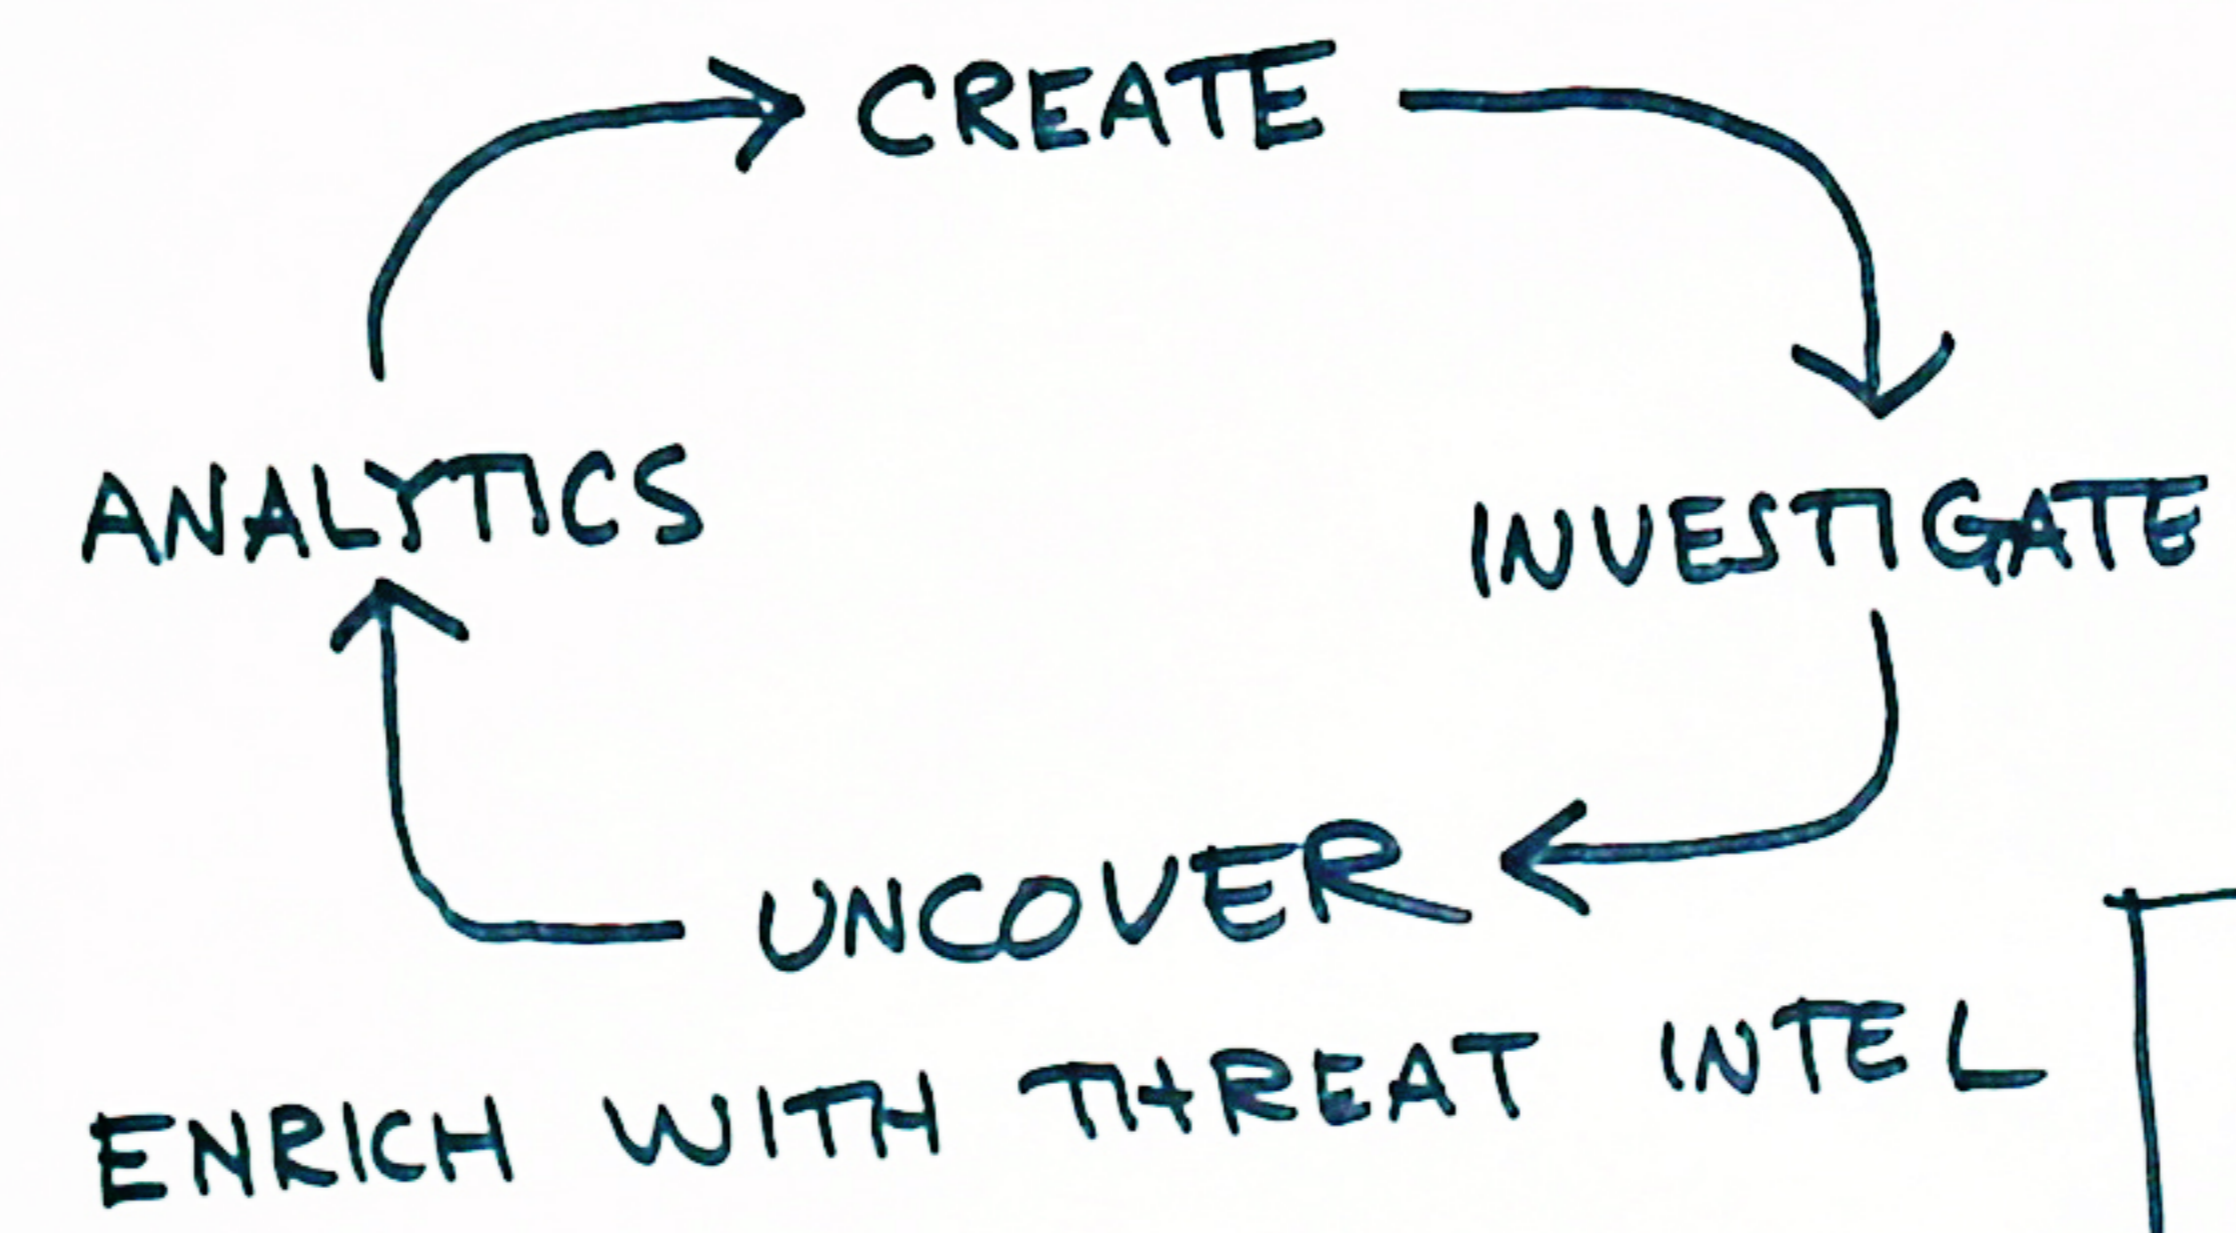 CREATE
ANALYTICS
INVESTIGATE
UNCOVER
ENRICH WITH THREAT INTEL